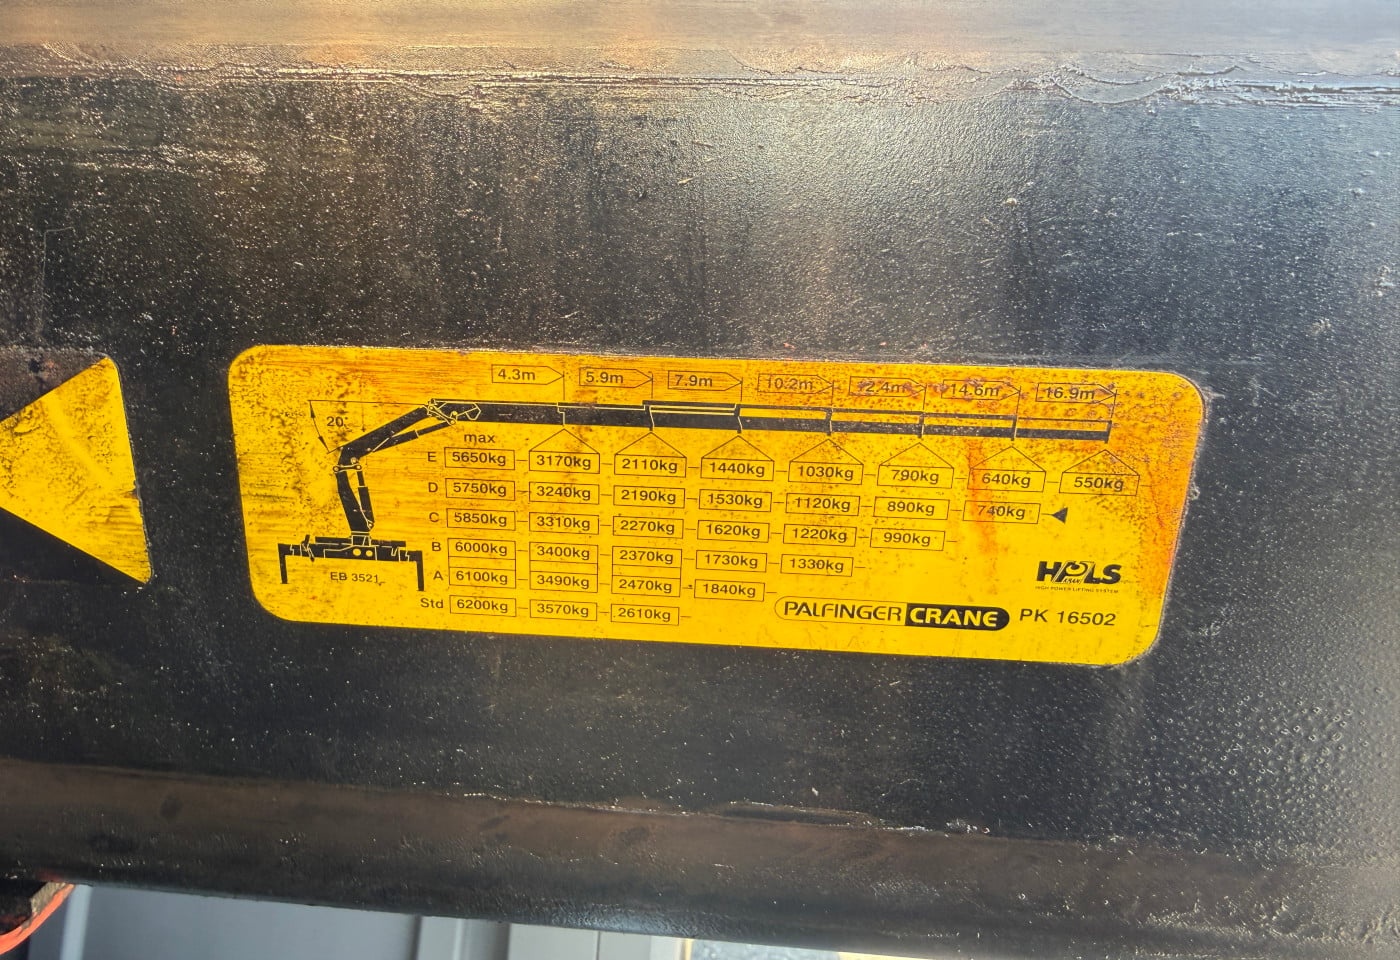 4.3m 5.9m 7.9m 10.2m 12.4m 14.6m 16.9m
20°
max
E 5650kg 3170kg 2110kg 1440kg 1030kg 790kg 640kg 550kg
D 5750kg 3240kg 2190kg 1530kg 1120kg 890kg 740kg
C 5850kg 3310kg 2270kg 1620kg 1220kg 990kg
B 6000kg 3400kg 2370kg 1730kg 1330kg
A 6100kg 3490kg 2470kg 1840kg
Std 6200kg 3570kg 2610kg
EB 3521
HPLS
HIGH POWER LIFTING SYSTEM
PALFINGER CRANE PK 16502